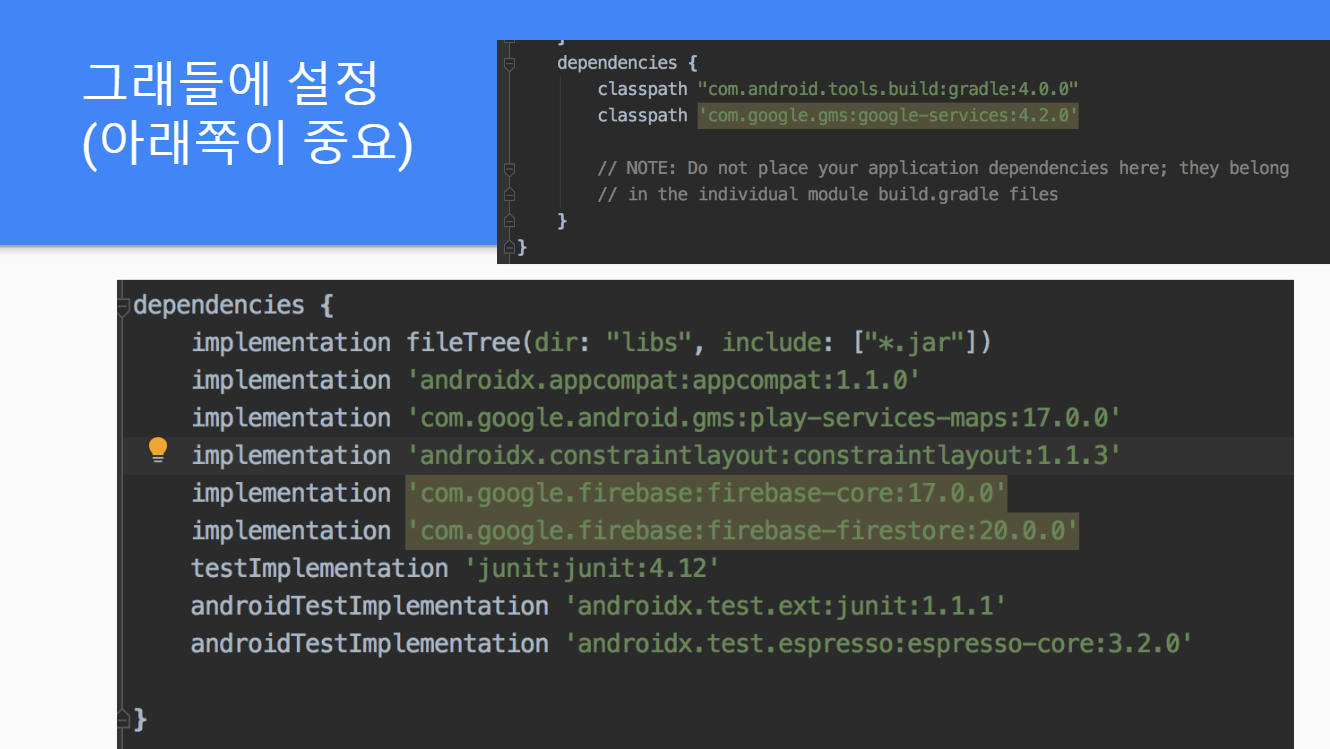 그래들에 설정
(아래쪽이 중요)
dependencies {
classpath "com.android.tools.build:gradle:4.0.0"
classpath 'com.google.gms:google-services:4.2.0'
// NOTE: Do not place your application dependencies here; they belong
// in the individual module build.gradle files
}
}
dependencies {
implementation fileTree(dir: "libs", include: ["*.jar"])
implementation 'androidx.appcompat:appcompat:1.1.0'
implementation 'com.google.android.gms:play-services-maps:17.0.0'
implementation 'androidx.constraintlayout:constraintlayout:1.1.3'
implementation 'com.google.firebase:firebase-core:17.0.0'
implementation 'com.google.firebase:firebase-firestore:20.0.0'
testImplementation 'junit:junit:4.12'
androidTestImplementation 'androidx.test.ext:junit:1.1.1'
androidTestImplementation 'androidx.test.espresso:espresso-core:3.2.0'
}